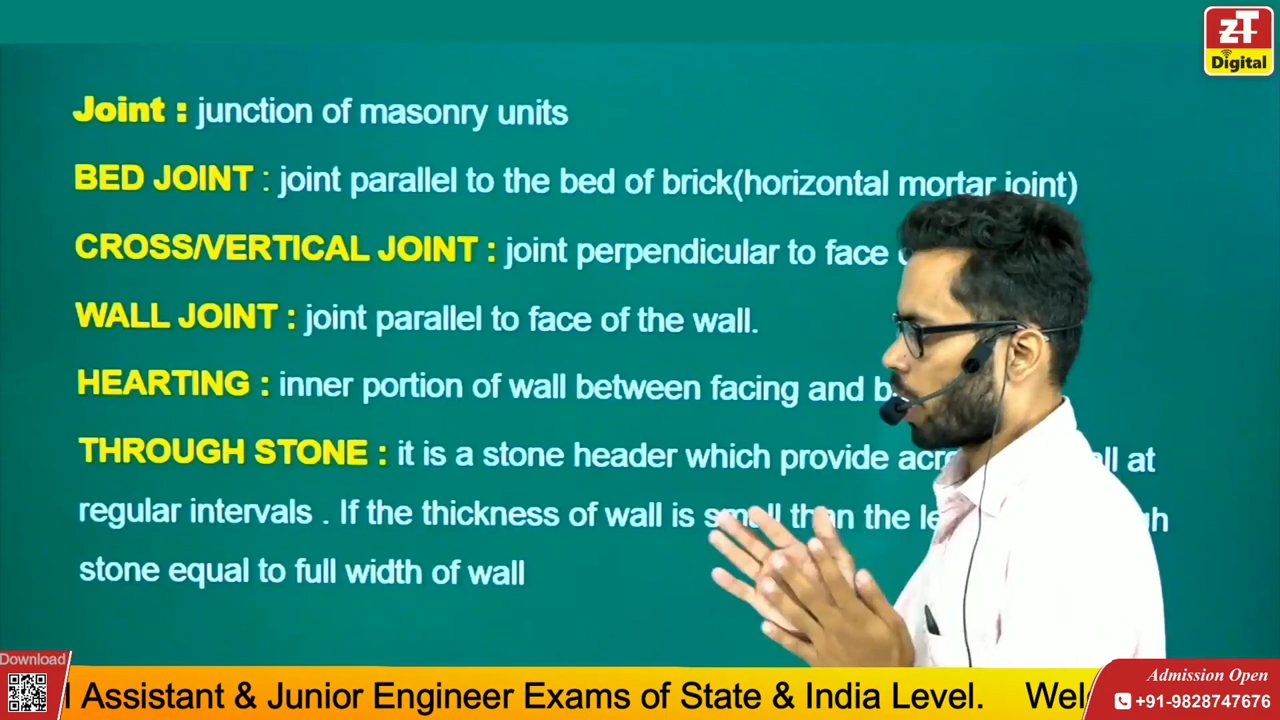 zT
Digital
Joint : junction of masonry units
BED JOINT : joint parallel to the bed of brick(horizontal mortar joint)
CROSS/VERTICAL JOINT : joint perpendicular to face
WALL JOINT : joint parallel to face of the wall.
HEARTING : inner portion of wall between facing and
THROUGH STONE : it is a stone header which provide at
regular intervals . If the thickness of wall is small than the
stone equal to full width of wall
Download
Assistant & Junior Engineer Exams of State & India Level.
Admission Open
+91-9828747676